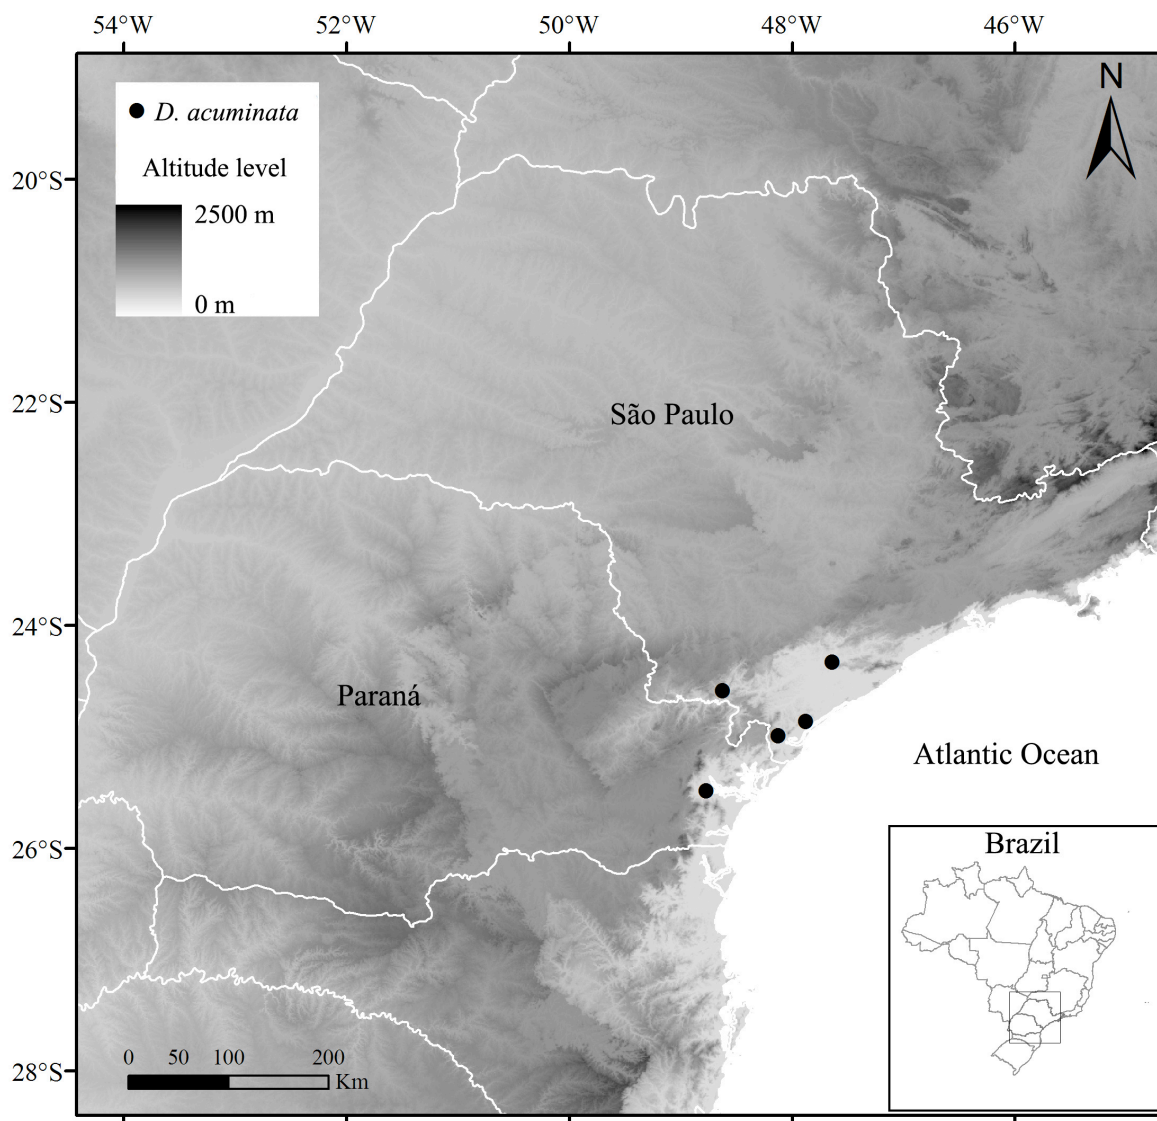 54°W 52°W 50°W 48°W 46°W
N
D. acuminata
Altitude level
2500 m
0 m
20°S
22°S
24°S
26°S
28°S
São Paulo
Paraná
Atlantic Ocean
Brazil
0 50 100 200
Km